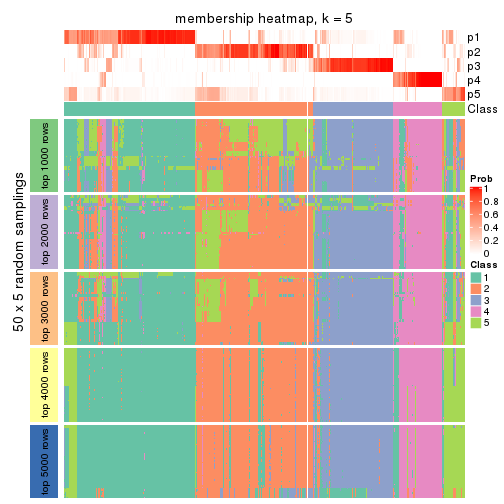 membership heatmap, k = 5
p1
p2
p3
p4
p5
Class
50 x 5 random samplings
top 1000 rows
top 2000 rows
top 3000 rows
top 4000 rows
top 5000 rows
Prob
1
0.8
0.6
0.4
0.2
0
Class
1
2
3
4
5